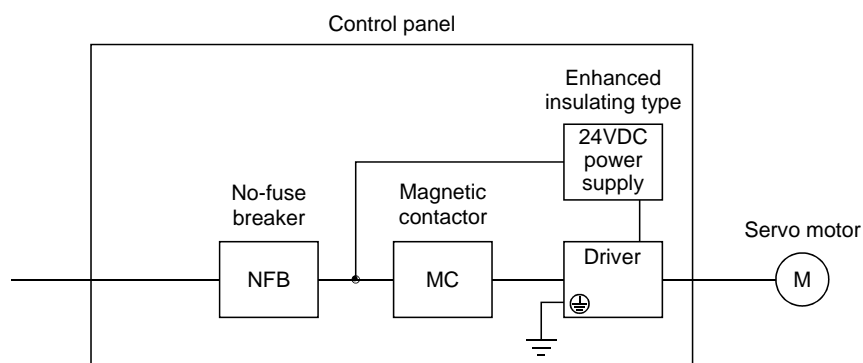 Control panel
Enhanced
insulating type
24VDC
power
supply
No-fuse
breaker
Magnetic
contactor
Servo motor
NFB
MC
Driver
M